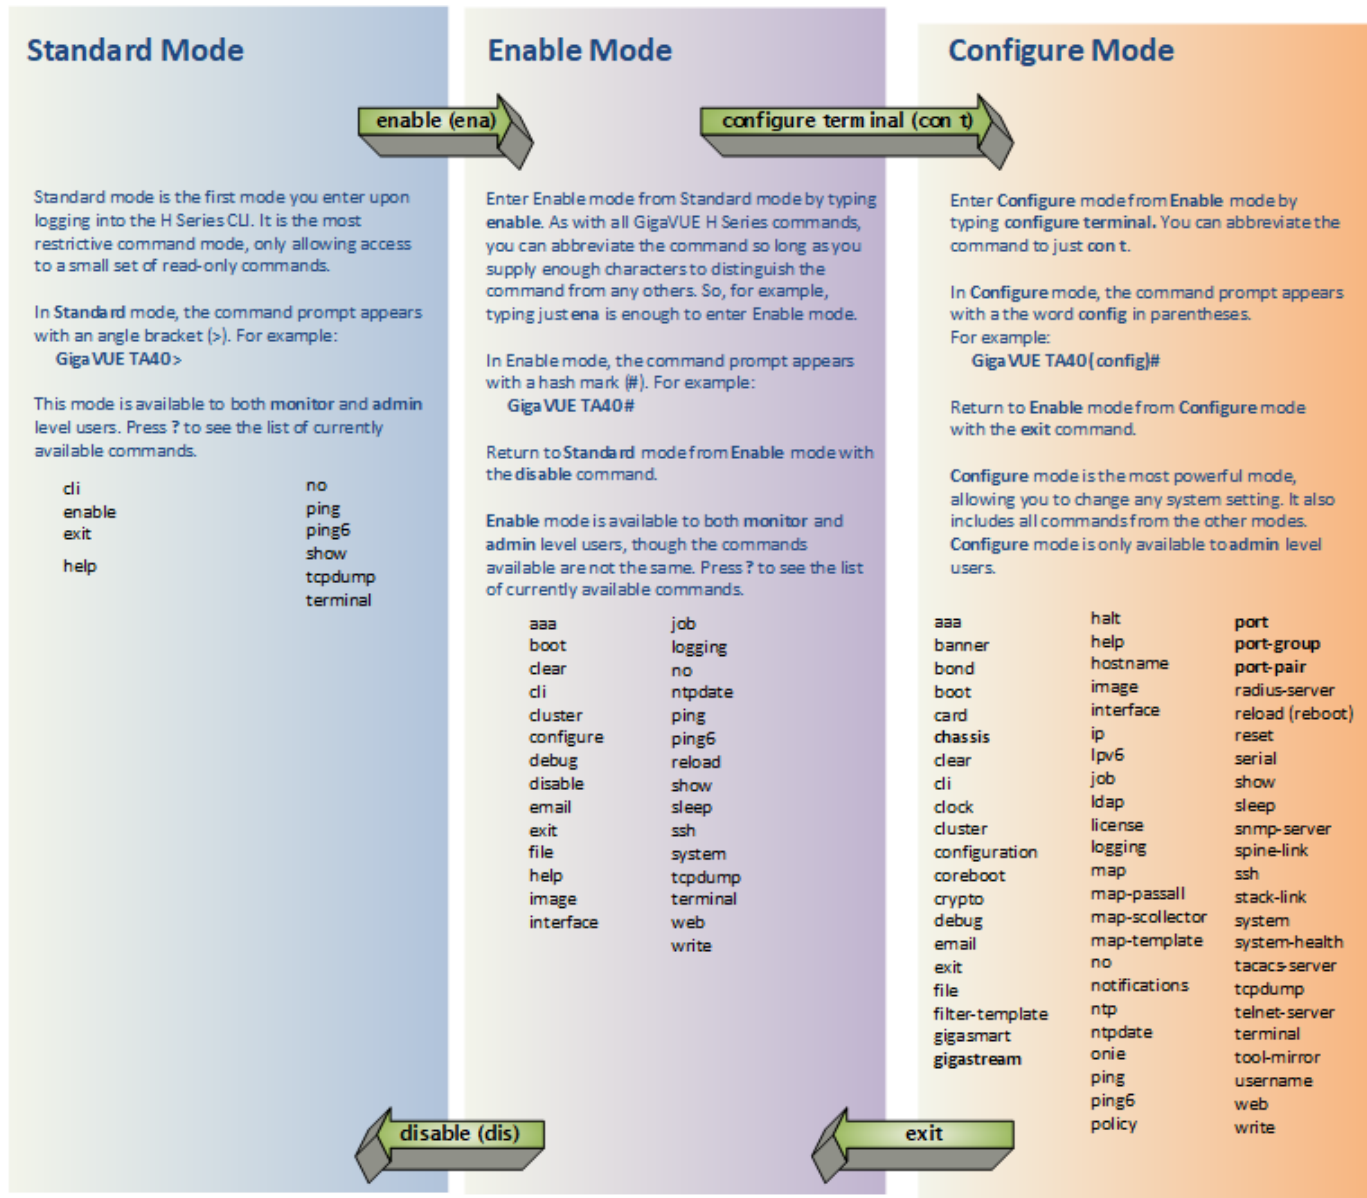 Standard Mode
enable (ena)
Standard mode is the first mode you enter upon
logging into the H Series CLI. It is the most
restrictive command mode, only allowing access
to a small set of read-only commands.
In Standard mode, the command prompt appears
with an angle bracket (>). For example:
GigaVUE TA40>
This mode is available to both monitor and admin
level users. Press ? to see the list of currently
available commands.
cli
enable
exit
help
no
ping
ping6
show
tcpdump
terminal
Enable Mode
configure terminal (con t)
Enter Enable mode from Standard mode by typing
enable. As with all GigaVUE H Series commands,
you can abbreviate the command so long as you
supply enough characters to distinguish the
command from any others. So, for example,
typing just ena is enough to enter Enable mode.
In Enable mode, the command prompt appears
with a hash mark (#). For example:
GigaVUE TA40#
Return to Standard mode from Enable mode with
the disable command.
Enable mode is available to both monitor and
admin level users, though the commands
available are not the same. Press ? to see the list
of currently available commands.
aaa
boot
clear
cli
cluster
configure
debug
disable
email
exit
file
help
image
interface
job
logging
no
ntpdate
ping
ping6
reload
show
sleep
ssh
system
tcpdump
terminal
web
write
Configure Mode
Enter Configure mode from Enable mode by
typing configure terminal. You can abbreviate the
command to just con t.
In Configure mode, the command prompt appears
with a the word config in parentheses.
For example:
GigaVUE TA40(config)#
Return to Enable mode from Configure mode
with the exit command.
Configure mode is the most powerful mode,
allowing you to change any system setting. It also
includes all commands from the other modes.
Configure mode is only available to admin level
users.
aaa
banner
bond
boot
card
chassis
clear
cli
clock
cluster
configuration
coreboot
crypto
debug
email
exit
file
filter-template
gigasmart
gigastream
halt
help
hostname
image
interface
ip
Ipv6
job
ldap
license
logging
map
map-passall
map-scollector
map-template
no
notifications
ntp
ntpdate
onie
ping
ping6
policy
port
port-group
port-pair
radius-server
reload (reboot)
reset
serial
show
sleep
snmp-server
spine-link
ssh
stack-link
system
system-health
tacacs-server
tcpdump
telnet-server
terminal
tool-mirror
username
web
write
disable (dis)
exit